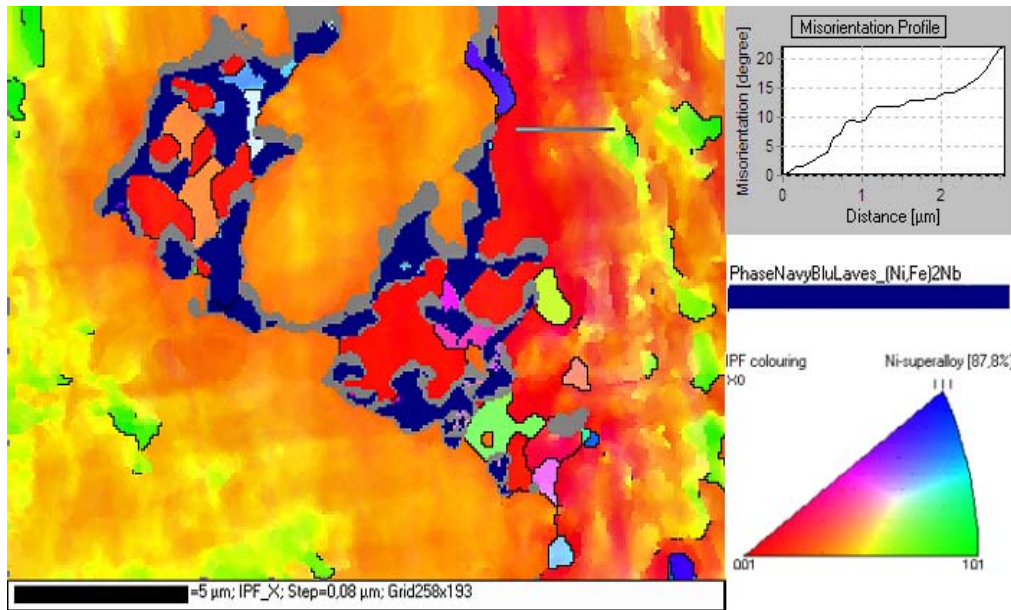 Misorientation Profile
Misorientation [degree]
20
15
10
5
0
0 1 2
Distance [μm]
PhaseNavyBluLaves_(Ni,Fe)2Nb
IPF colouring Ni-superalloy [87,8%]
X0
111
001 101
=5 μm; IPF_X; Step=0,08 μm; Grid258x193